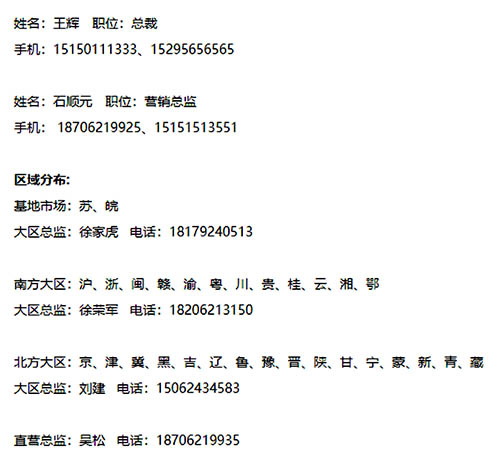 姓名：王辉 职位：总裁
手机：15150111333、15295656565
姓名：石顺元 职位：营销总监
手机： 18706219925、15151513551
区域分布:
基地市场：苏、皖
大区总监：徐家虎 电话：18179240513
南方大区：沪、浙、闽、赣、渝、粤、川、贵、桂、云、湘、鄂
大区总监：徐荣军 电话：18206213150
北方大区：京、津、冀、黑、吉、辽、鲁、豫、晋、陕、甘、宁、蒙、新、青、藏
大区总监：刘建 电话：15062434583
直营总监：吴松 电话：18706219935